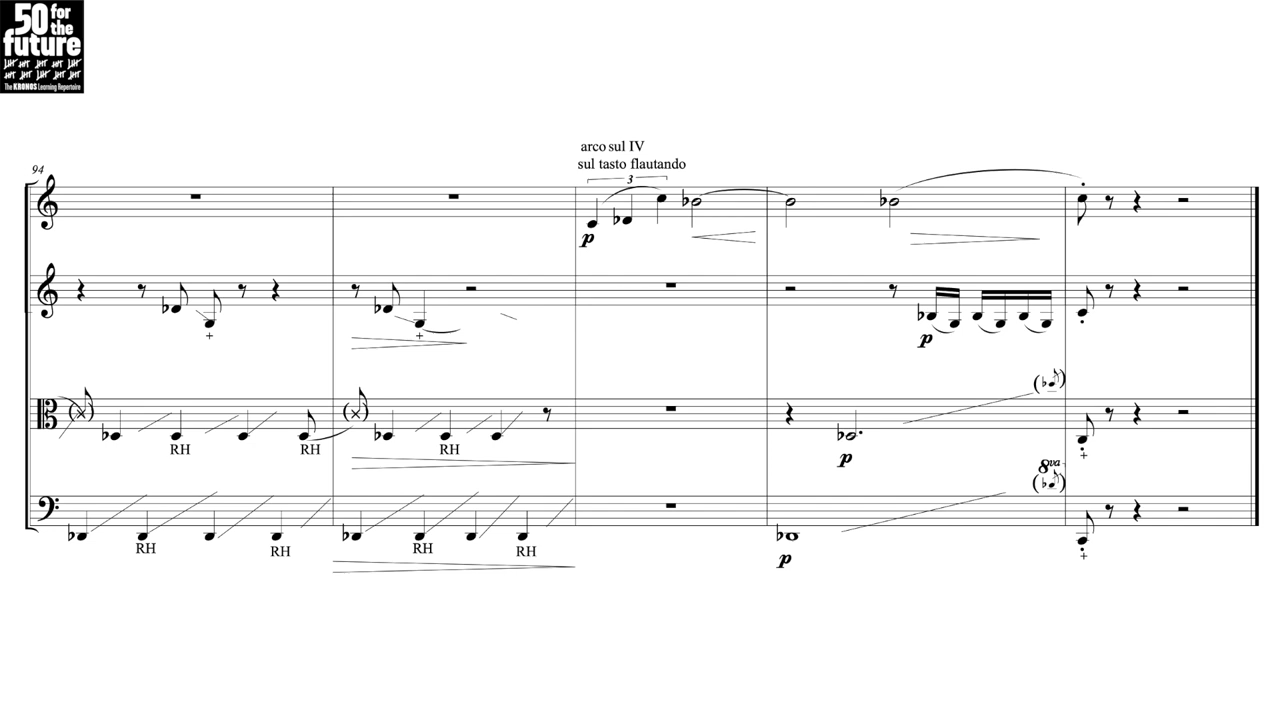 50 for
the
future
The KRONOS Learning Repertoire
arco sul IV
sul tasto flautando
94
3
p
+
+
p
RH
RH
RH
p
+
8va
RH
RH
RH
RH
p
+